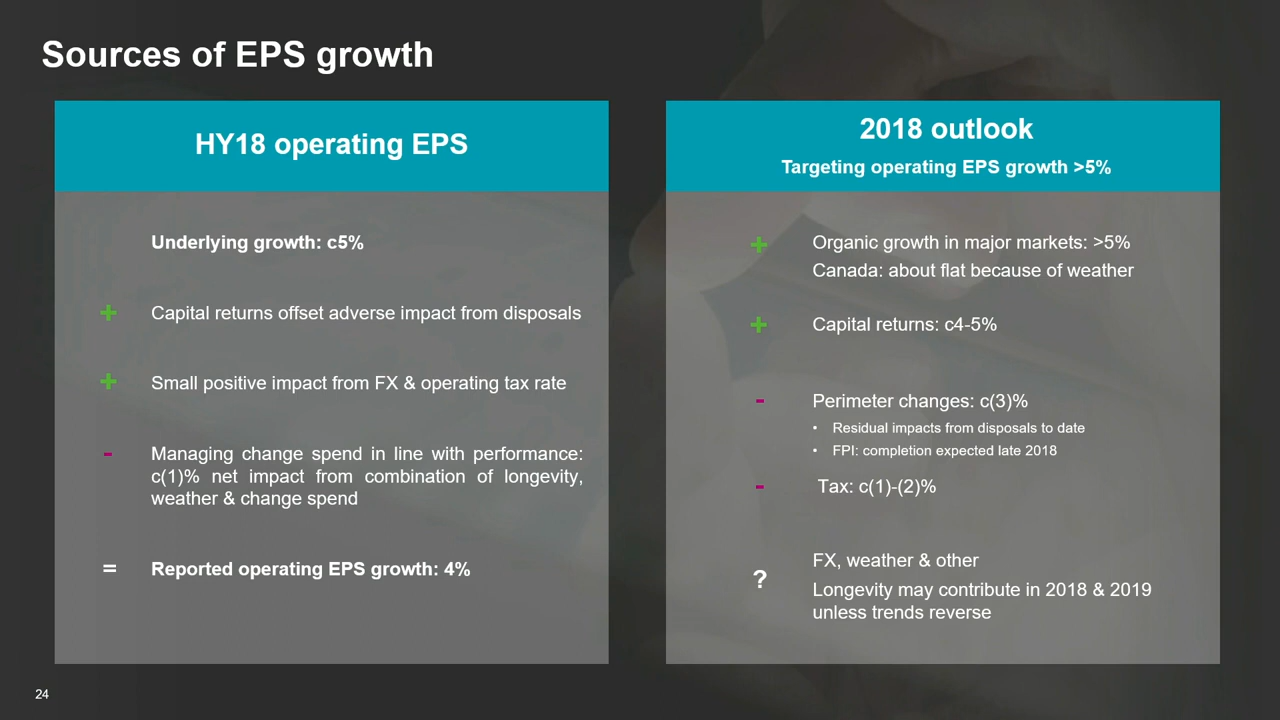 Sources of EPS growth
HY18 operating EPS
Underlying growth: c5%
+ Capital returns offset adverse impact from disposals
+ Small positive impact from FX & operating tax rate
- Managing change spend in line with performance:
c(1)% net impact from combination of longevity,
weather & change spend
= Reported operating EPS growth: 4%
2018 outlook
Targeting operating EPS growth >5%
+ Organic growth in major markets: >5%
Canada: about flat because of weather
+ Capital returns: c4-5%
- Perimeter changes: c(3)%
• Residual impacts from disposals to date
• FPI: completion expected late 2018
- Tax: c(1)-(2)%
FX, weather & other
?
Longevity may contribute in 2018 & 2019
unless trends reverse
24